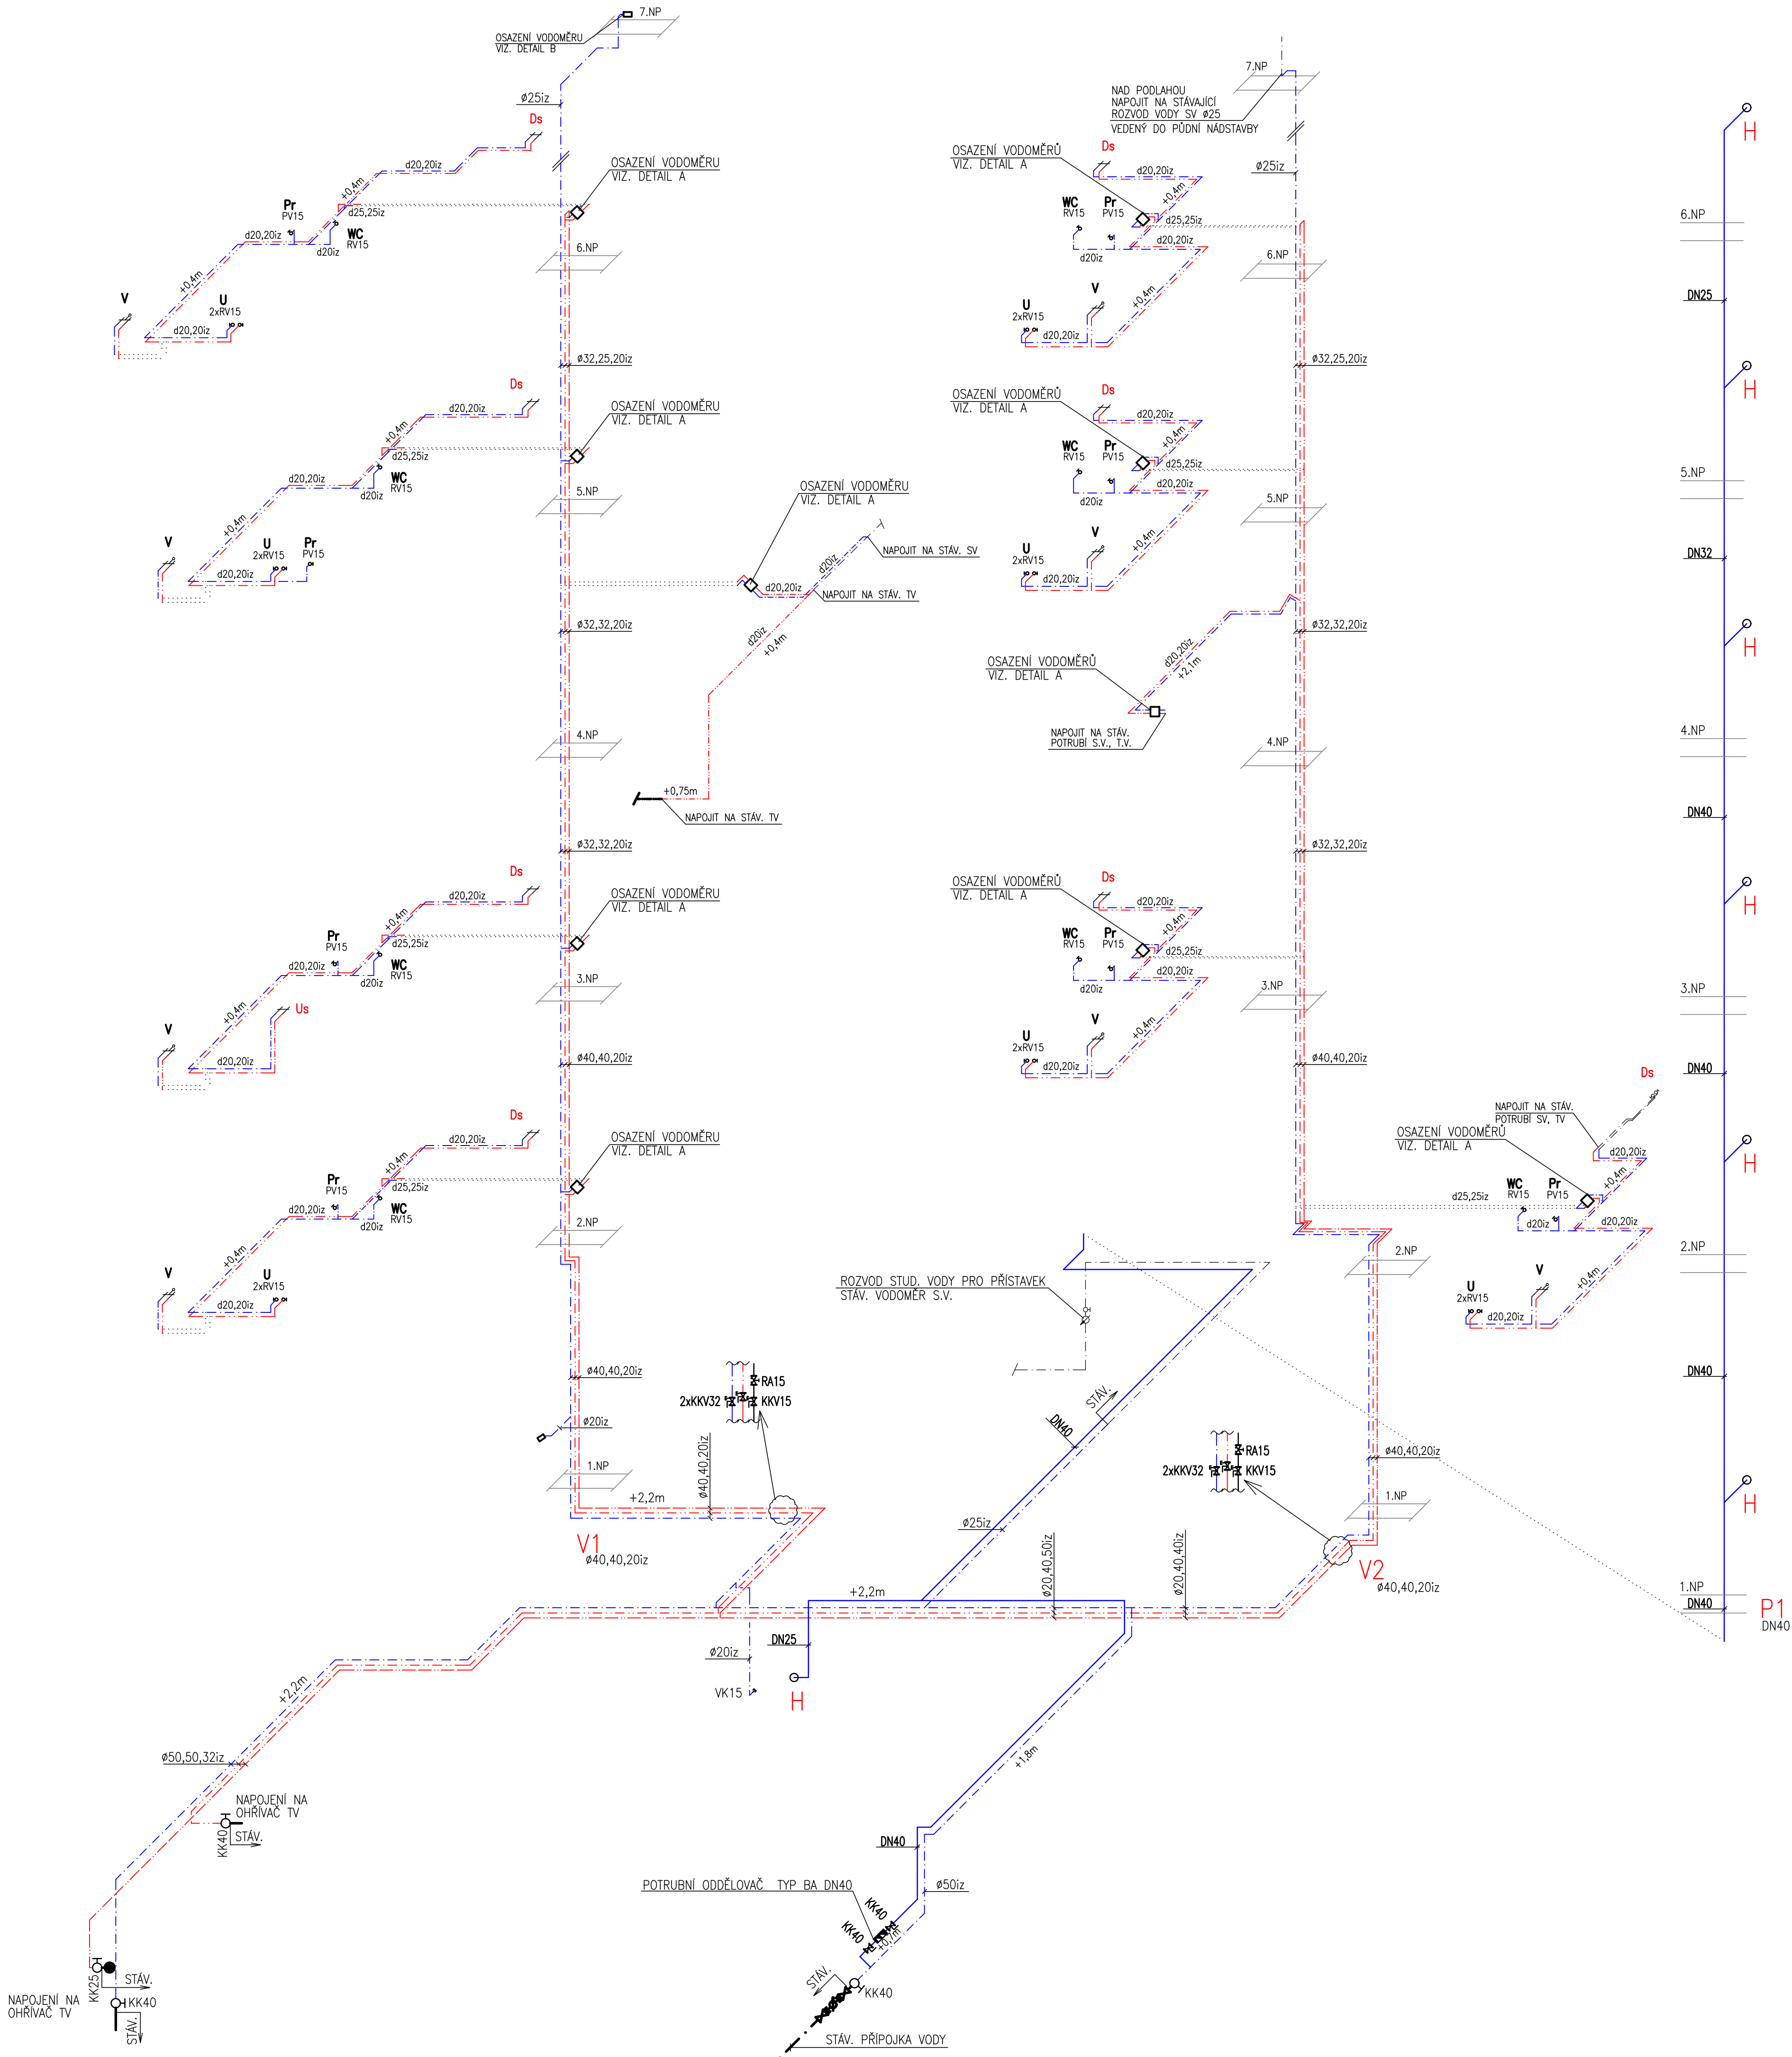 7.NP
OSAZENÍ VODOMĚRU
VIZ. DETAIL B
ø25iz
Ds
d20,20iz
+0,4m
OSAZENÍ VODOMĚRU
VIZ. DETAIL A
Pr
PV15
d25,25iz
WC
RV15
d20,20iz
d20iz
6.NP
+0,4m
V
U
2xRV15
d20,20iz
ø32,25,20iz
Ds
d20,20iz
+0,4m
OSAZENÍ VODOMĚRU
VIZ. DETAIL A
d25,25iz
WC
RV15
d20,20iz
d20iz
5.NP
+0,4m
V
U
2xRV15
Pr
PV15
d20,20iz
ø32,32,20iz
OSAZENÍ VODOMĚRU
VIZ. DETAIL A
NAPOJIT NA STÁV. SV
d20iz
d20,20iz
NAPOJIT NA STÁV. TV
d20iz
+0,4m
4.NP
+0,75m
NAPOJIT NA STÁV. TV
ø32,32,20iz
Ds
d20,20iz
+0,4m
OSAZENÍ VODOMĚRU
VIZ. DETAIL A
Pr
PV15
d25,25iz
WC
RV15
d20,20iz
d20iz
3.NP
+0,4m
Us
V
d20,20iz
ø40,40,20iz
Ds
d20,20iz
+0,4m
OSAZENÍ VODOMĚRU
VIZ. DETAIL A
Pr
PV15
d25,25iz
WC
RV15
d20,20iz
d20iz
2.NP
+0,4m
V
U
2xRV15
d20,20iz
ø40,40,20iz
ø20iz
1.NP
+2,2m
ø40,40,20iz
V1
ø40,40,20iz
RA15
2xKKV32
KKV15
7.NP
NAD PODLAHOU
NAPOJIT NA STÁVAJÍCÍ
ROZVOD VODY SV ø25
VEDENÝ DO PŮDNÍ NÁDSTAVBY
ø25iz
OSAZENÍ VODOMĚRŮ
VIZ. DETAIL A
Ds
d20,20iz
+0,4m
WC
RV15
Pr
PV15
d25,25iz
d20,20iz
d20iz
6.NP
+0,4m
V
U
2xRV15
d20,20iz
ø32,25,20iz
OSAZENÍ VODOMĚRŮ
VIZ. DETAIL A
Ds
d20,20iz
+0,4m
WC
RV15
Pr
PV15
d25,25iz
d20,20iz
d20iz
5.NP
+0,4m
V
U
2xRV15
d20,20iz
ø32,32,20iz
d20,20iz
+2,1m
OSAZENÍ VODOMĚRŮ
VIZ. DETAIL A
NAPOJIT NA STÁV.
POTRUBÍ S.V., T.V.
4.NP
ø32,32,20iz
OSAZENÍ VODOMĚRŮ
VIZ. DETAIL A
Ds
d20,20iz
+0,4m
WC
RV15
Pr
PV15
d25,25iz
d20,20iz
d20iz
3.NP
+0,4m
V
U
2xRV15
d20,20iz
ø40,40,20iz
Ds
NAPOJIT NA STÁV.
POTRUBÍ SV, TV
OSAZENÍ VODOMĚRŮ
VIZ. DETAIL A
d20,20iz
+0,4m
WC
RV15
Pr
PV15
d25,25iz
d20iz
d20,20iz
2.NP
+0,4m
V
U
2xRV15
d20,20iz
ROZVOD STUD. VODY PRO PŘÍSTAVEK
STÁV. VODOMĚR S.V.
STÁV.
DN40
RA15
2xKKV32
KKV15
ø40,40,20iz
1.NP
V2
ø40,40,20iz
ø25iz
ø20,40,50iz
ø20,40,40iz
+2,2m
DN25
ø20iz
VK15
H
+2,2m
+1,8m
ø50,50,32iz
NAPOJENÍ NA
OHŘÍVAČ TV
KK40
STÁV.
DN40
ø50iz
POTRUBNÍ ODDĚLOVAČ TYP BA DN40
KK40
KK40
+0,7m
STÁV.
KK40
STÁV. PŘÍPOJKA VODY
KK25
STÁV.
NAPOJENÍ NA
OHŘÍVAČ TV
KK40
STÁV.
H
6.NP
DN25
H
5.NP
DN32
H
4.NP
DN40
H
3.NP
DN40
H
2.NP
DN40
H
1.NP
DN40
P1
DN40